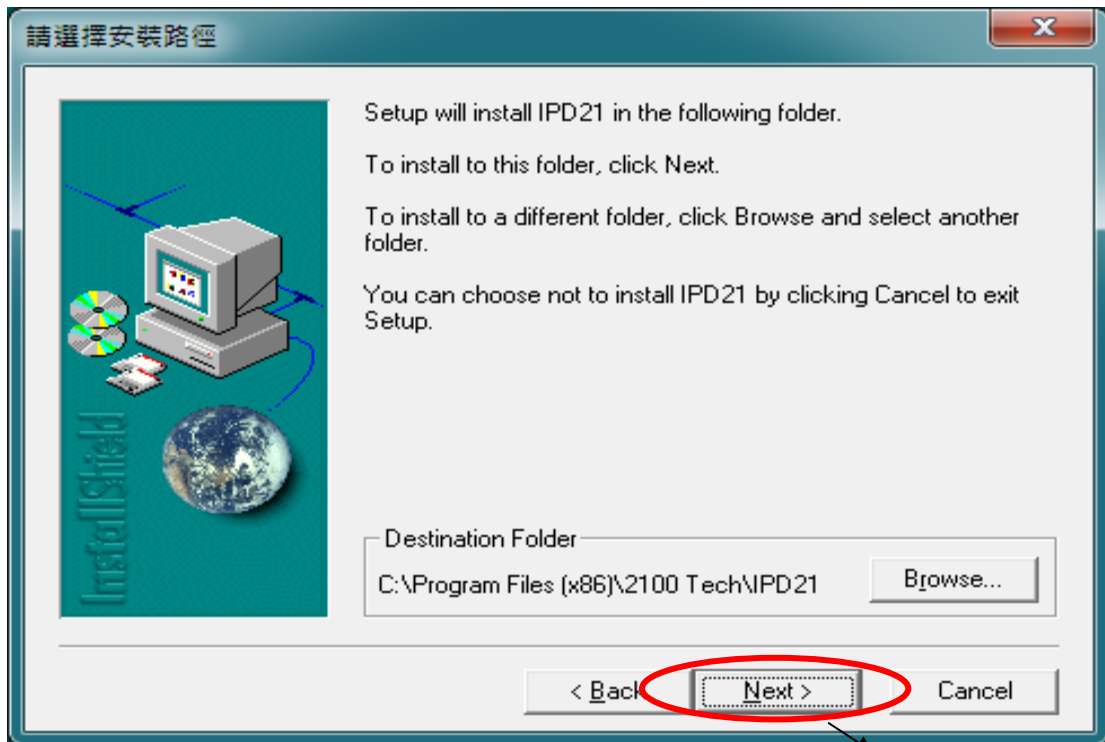 請選擇安裝路徑
Setup will install IPD21 in the following folder.
To install to this folder, click Next.
To install to a different folder, click Browse and select another
folder.
You can choose not to install IPD21 by clicking Cancel to exit
Setup.
InstallShield
Destination Folder
C:\Program Files (x86)\2100 Tech\IPD21
Browse...
< Back
Next >
Cancel